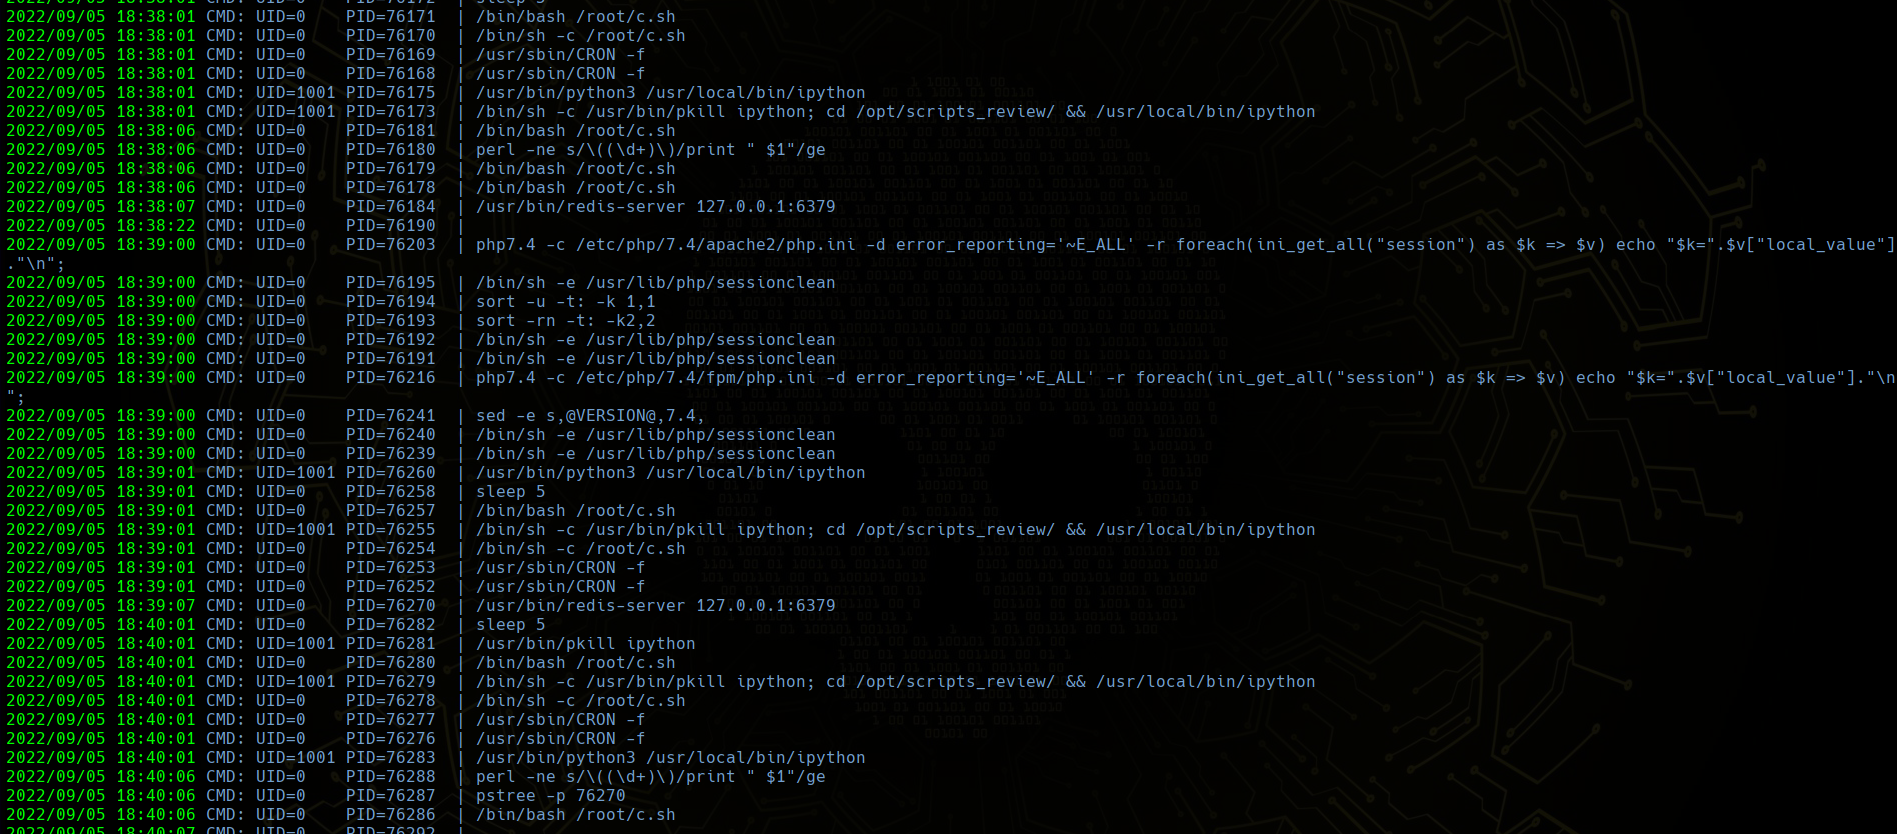 2022/09/05 18:38:01 CMD: UID=0    PID=76172  | sleep 5
2022/09/05 18:38:01 CMD: UID=0    PID=76171  | /bin/bash /root/c.sh
2022/09/05 18:38:01 CMD: UID=0    PID=76170  | /bin/sh -c /root/c.sh
2022/09/05 18:38:01 CMD: UID=0    PID=76169  | /usr/sbin/CRON -f
2022/09/05 18:38:01 CMD: UID=0    PID=76168  | /usr/sbin/CRON -f
2022/09/05 18:38:01 CMD: UID=1001 PID=76175  | /usr/bin/python3 /usr/local/bin/ipython
2022/09/05 18:38:01 CMD: UID=1001 PID=76173  | /bin/sh -c /usr/bin/pkill ipython; cd /opt/scripts_review/ && /usr/local/bin/ipython
2022/09/05 18:38:06 CMD: UID=0    PID=76181  | /bin/bash /root/c.sh
2022/09/05 18:38:06 CMD: UID=0    PID=76180  | perl -ne s/\((\d+)\)/print " $1"/ge
2022/09/05 18:38:06 CMD: UID=0    PID=76179  | /bin/bash /root/c.sh
2022/09/05 18:38:06 CMD: UID=0    PID=76178  | /bin/bash /root/c.sh
2022/09/05 18:38:07 CMD: UID=0    PID=76184  | /usr/bin/redis-server 127.0.0.1:6379
2022/09/05 18:38:22 CMD: UID=0    PID=76190  |
2022/09/05 18:39:00 CMD: UID=0    PID=76203  | php7.4 -c /etc/php/7.4/apache2/php.ini -d error_reporting='~E_ALL' -r foreach(ini_get_all("session") as $k => $v) echo "$k=".$v["local_value"]
."\n";
2022/09/05 18:39:00 CMD: UID=0    PID=76195  | /bin/sh -e /usr/lib/php/sessionclean
2022/09/05 18:39:00 CMD: UID=0    PID=76194  | sort -u -t: -k 1,1
2022/09/05 18:39:00 CMD: UID=0    PID=76193  | sort -rn -t: -k2,2
2022/09/05 18:39:00 CMD: UID=0    PID=76192  | /bin/sh -e /usr/lib/php/sessionclean
2022/09/05 18:39:00 CMD: UID=0    PID=76191  | /bin/sh -e /usr/lib/php/sessionclean
2022/09/05 18:39:00 CMD: UID=0    PID=76216  | php7.4 -c /etc/php/7.4/fpm/php.ini -d error_reporting='~E_ALL' -r foreach(ini_get_all("session") as $k => $v) echo "$k=".$v["local_value"]."\n
";
2022/09/05 18:39:00 CMD: UID=0    PID=76241  | sed -e s,@VERSION@,7.4,
2022/09/05 18:39:00 CMD: UID=0    PID=76240  | /bin/sh -e /usr/lib/php/sessionclean
2022/09/05 18:39:00 CMD: UID=0    PID=76239  | /bin/sh -e /usr/lib/php/sessionclean
2022/09/05 18:39:01 CMD: UID=1001 PID=76260  | /usr/bin/python3 /usr/local/bin/ipython
2022/09/05 18:39:01 CMD: UID=0    PID=76258  | sleep 5
2022/09/05 18:39:01 CMD: UID=0    PID=76257  | /bin/bash /root/c.sh
2022/09/05 18:39:01 CMD: UID=1001 PID=76255  | /bin/sh -c /usr/bin/pkill ipython; cd /opt/scripts_review/ && /usr/local/bin/ipython
2022/09/05 18:39:01 CMD: UID=0    PID=76254  | /bin/sh -c /root/c.sh
2022/09/05 18:39:01 CMD: UID=0    PID=76253  | /usr/sbin/CRON -f
2022/09/05 18:39:01 CMD: UID=0    PID=76252  | /usr/sbin/CRON -f
2022/09/05 18:39:07 CMD: UID=0    PID=76270  | /usr/bin/redis-server 127.0.0.1:6379
2022/09/05 18:40:01 CMD: UID=0    PID=76282  | sleep 5
2022/09/05 18:40:01 CMD: UID=1001 PID=76281  | /usr/bin/pkill ipython
2022/09/05 18:40:01 CMD: UID=0    PID=76280  | /bin/bash /root/c.sh
2022/09/05 18:40:01 CMD: UID=1001 PID=76279  | /bin/sh -c /usr/bin/pkill ipython; cd /opt/scripts_review/ && /usr/local/bin/ipython
2022/09/05 18:40:01 CMD: UID=0    PID=76278  | /bin/sh -c /root/c.sh
2022/09/05 18:40:01 CMD: UID=0    PID=76277  | /usr/sbin/CRON -f
2022/09/05 18:40:01 CMD: UID=0    PID=76276  | /usr/sbin/CRON -f
2022/09/05 18:40:01 CMD: UID=1001 PID=76283  | /usr/bin/python3 /usr/local/bin/ipython
2022/09/05 18:40:06 CMD: UID=0    PID=76288  | perl -ne s/\((\d+)\)/print " $1"/ge
2022/09/05 18:40:06 CMD: UID=0    PID=76287  | pstree -p 76270
2022/09/05 18:40:06 CMD: UID=0    PID=76286  | /bin/bash /root/c.sh
2022/09/05 18:40:07 CMD: UID=0    PID=76292  |